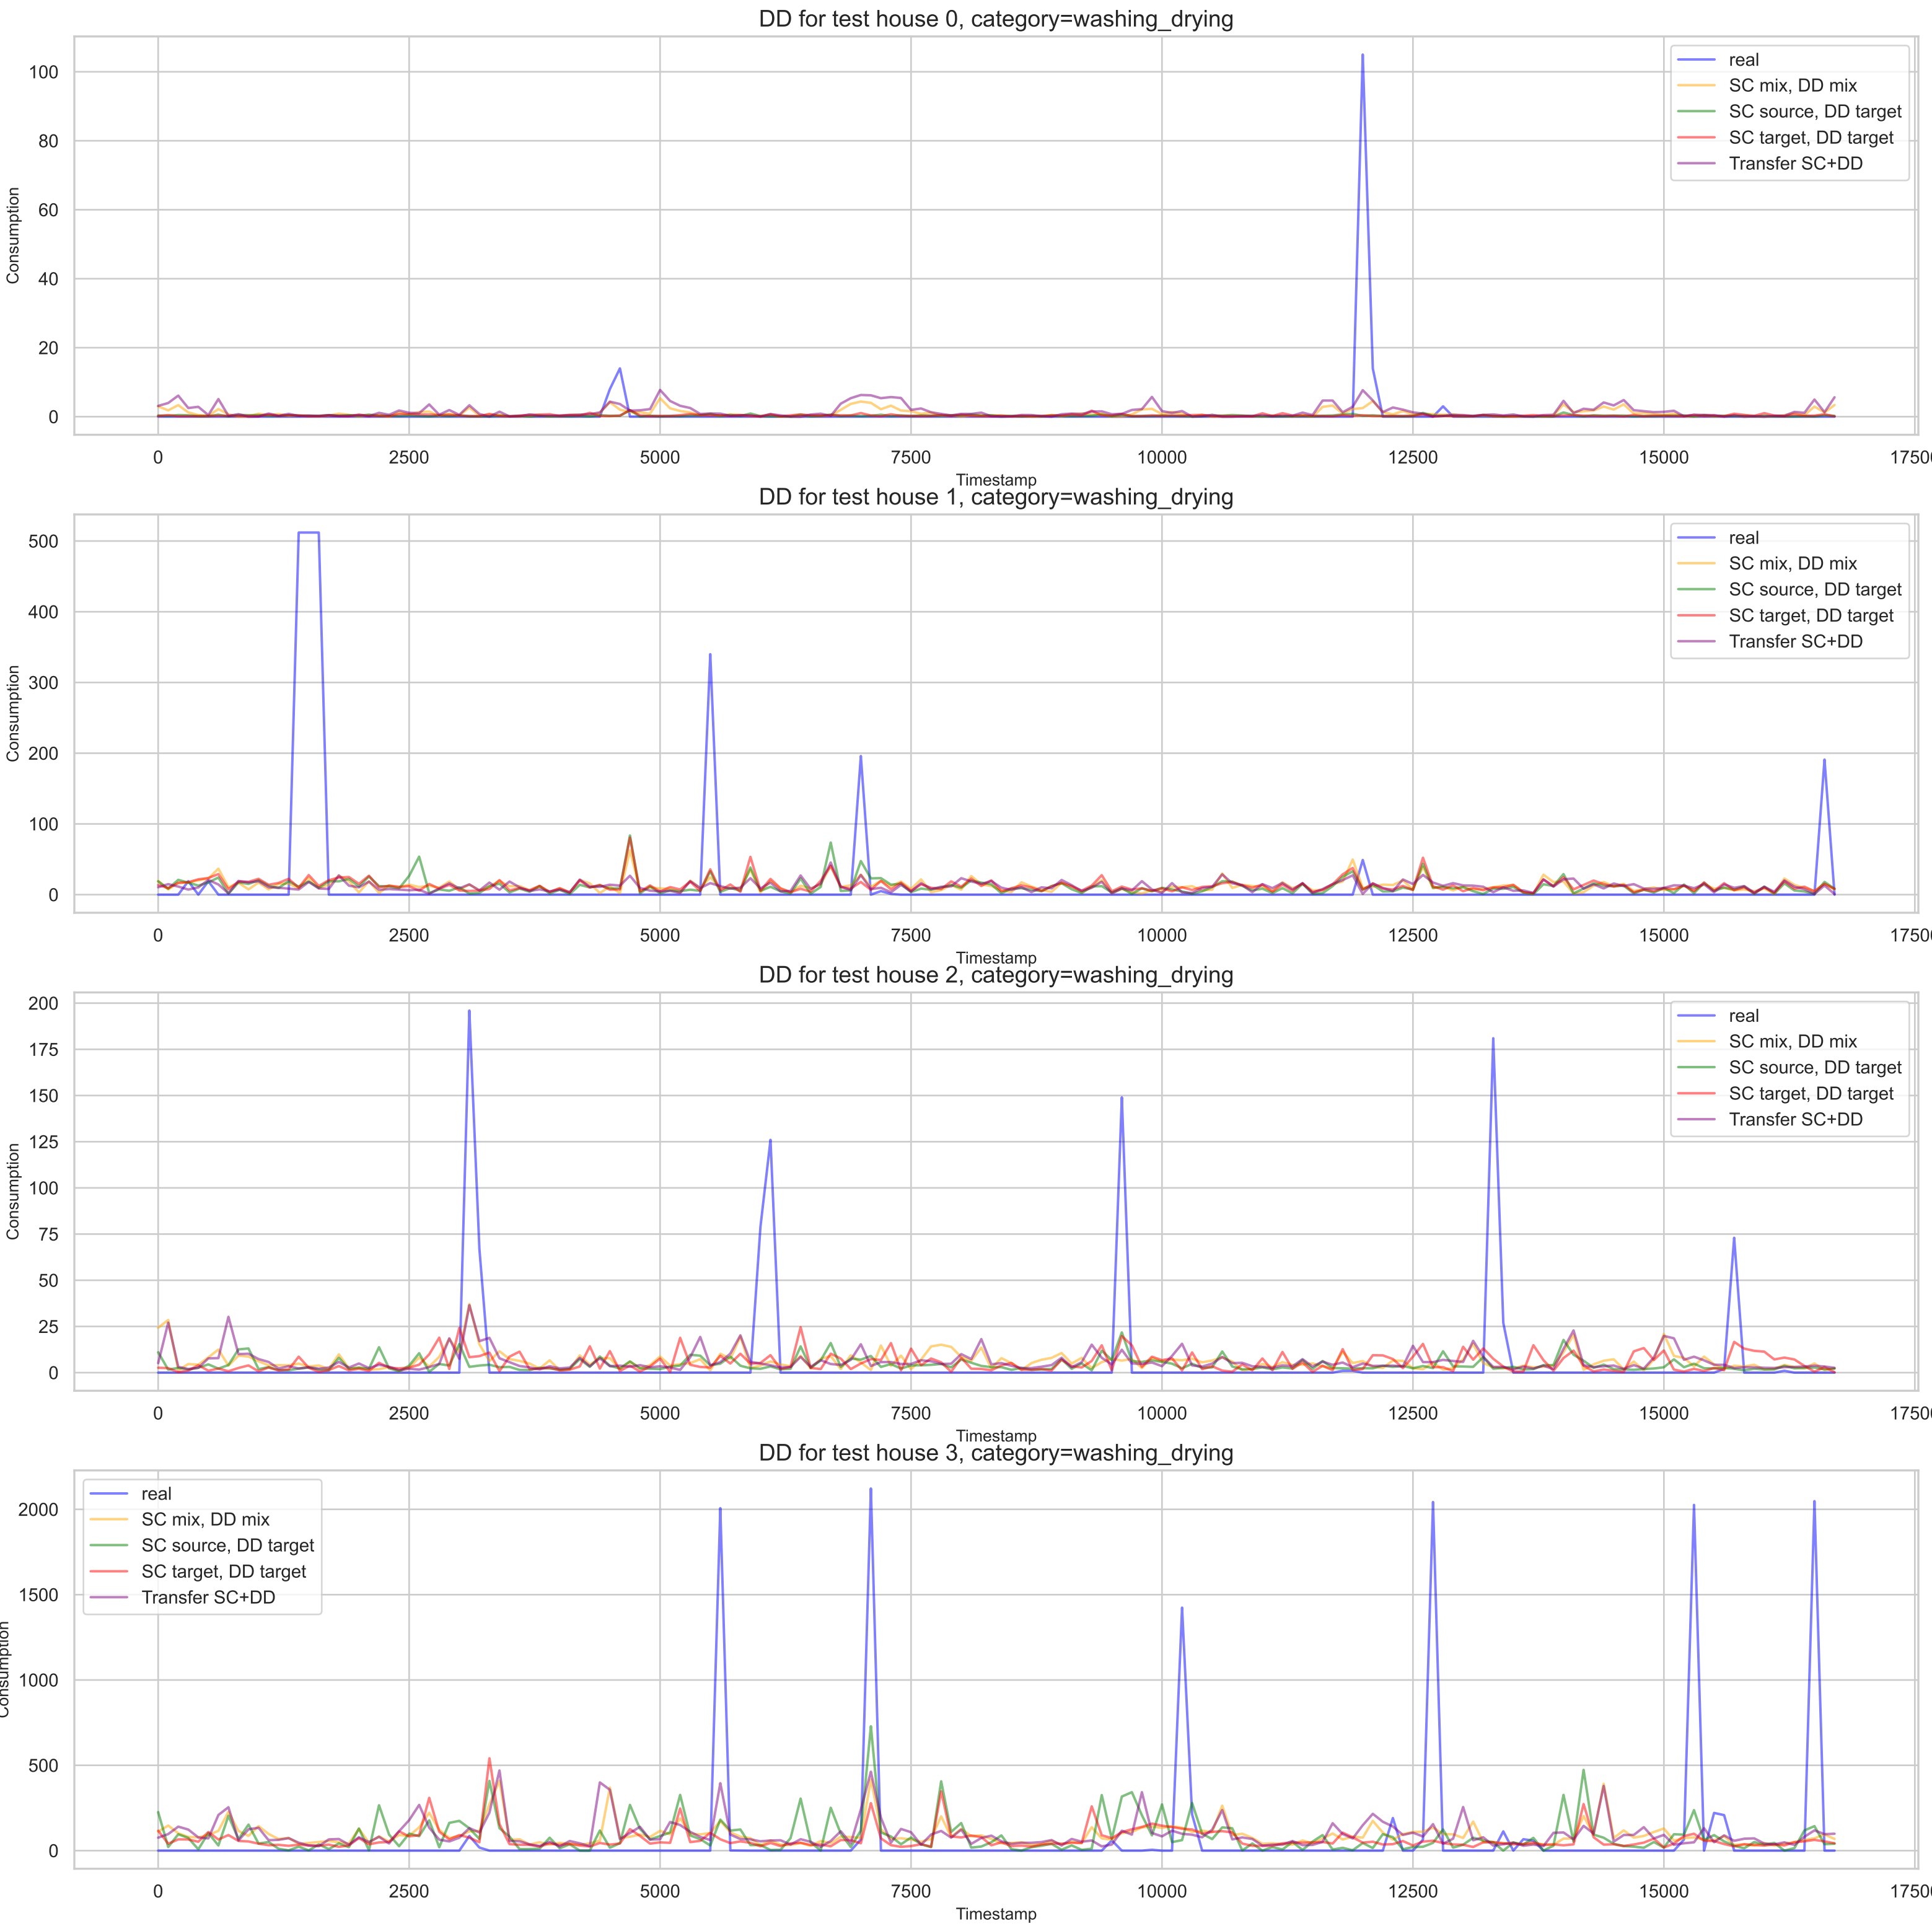 DD for test house 0, category=washing_drying
100
80
60
40
20
0
Consumption
real
SC mix, DD mix
SC source, DD target
SC target, DD target
Transfer SC+DD
0 2500 5000 7500 10000 12500 15000
Timestamp
DD for test house 1, category=washing_drying
500
400
300
200
100
0
Consumption
real
SC mix, DD mix
SC source, DD target
SC target, DD target
Transfer SC+DD
0 2500 5000 7500 10000 12500 15000
Timestamp
DD for test house 2, category=washing_drying
200
175
150
125
100
75
50
25
0
Consumption
real
SC mix, DD mix
SC source, DD target
SC target, DD target
Transfer SC+DD
0 2500 5000 7500 10000 12500 15000
Timestamp
DD for test house 3, category=washing_drying
2000
1500
1000
500
0
Consumption
real
SC mix, DD mix
SC source, DD target
SC target, DD target
Transfer SC+DD
0 2500 5000 7500 10000 12500 15000
Timestamp